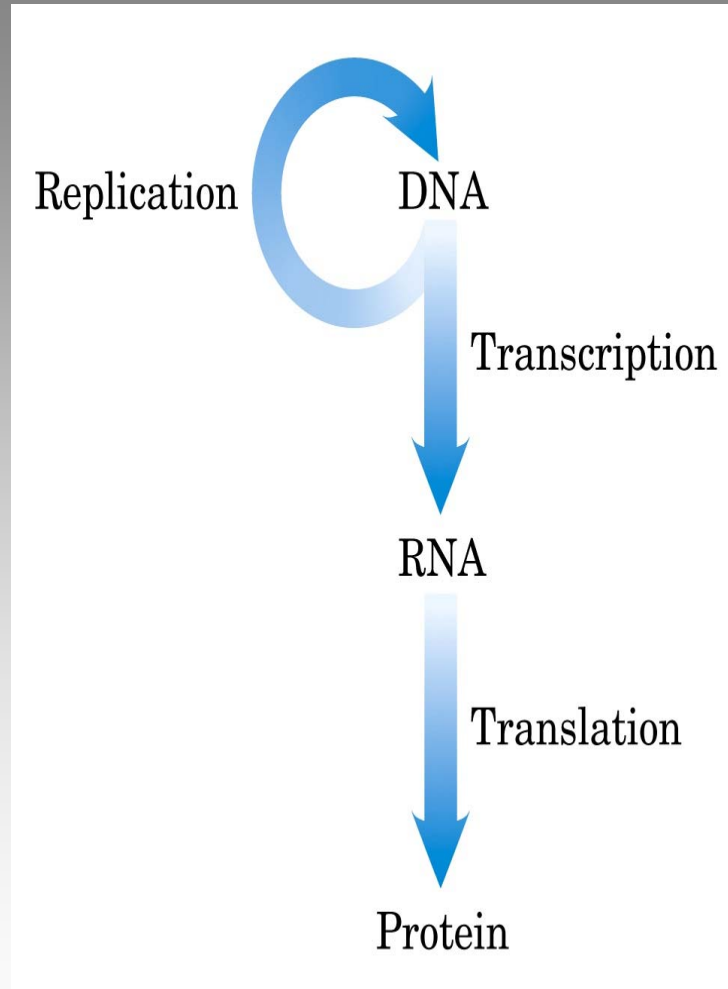 Replication
DNA
Transcription
RNA
Translation
Protein